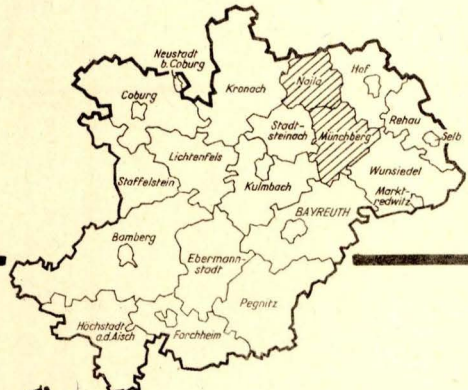 Neustadt
b. Coburg
Naila
Hof
Coburg
Kronach
Rehau
Selb
Stadt-
steinach
Münchberg
Lichtenfels
Staffelstein
Kulmbach
Wunsiedel
Markt-
redwitz
BAYREUTH
Bamberg
Ebermann-
stadt
Pegnitz
Höchstadt
a.d.Aisch
Forchheim